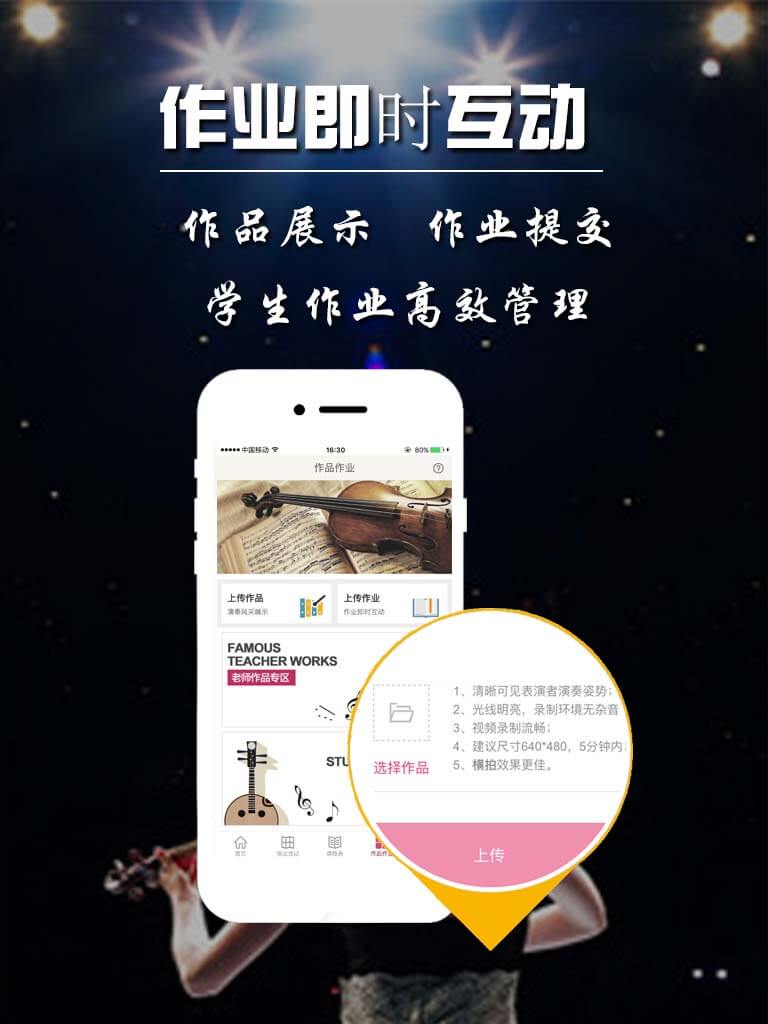 作业即时互动
作品展示 作业提交
学生作业高效管理
中国移动 16:30 80%
作品作业 ?
上传作品 上传作业
演奏风采展示 作业即时互动
FAMOUS
TEACHER WORKS
老师作品专区
STU
1、清晰可见表演者演奏姿势;
2、光线明亮，录制环境无杂音
3、视频录制流畅;
4、建议尺寸640*480，5分钟内;
5、横拍效果更佳。
选择作品
上传
首页 作品作